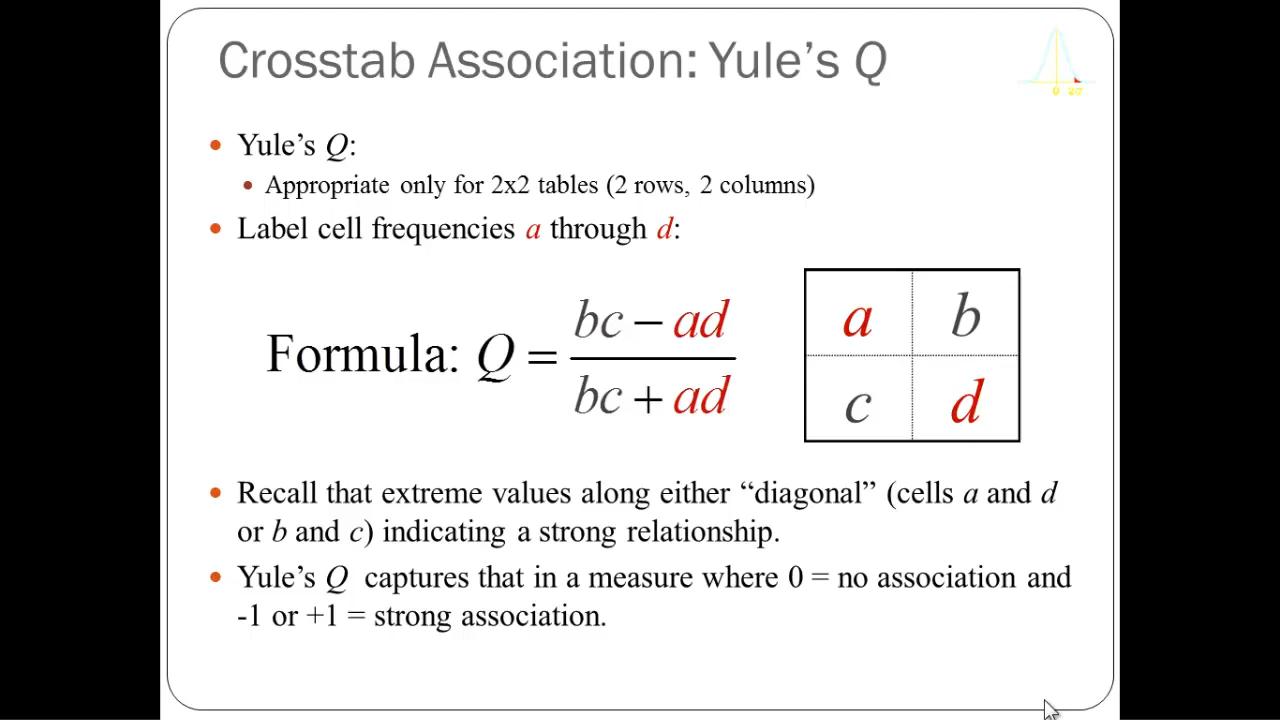 Crosstab Association: Yule’s Q
0 2σ
• Yule’s Q:
• Appropriate only for 2x2 tables (2 rows, 2 columns)
• Label cell frequencies a through d:
Formula: Q = (bc − ad) / (bc + ad)
a b
c d
• Recall that extreme values along either “diagonal” (cells a and d
or b and c) indicating a strong relationship.
• Yule’s Q captures that in a measure where 0 = no association and
-1 or +1 = strong association.